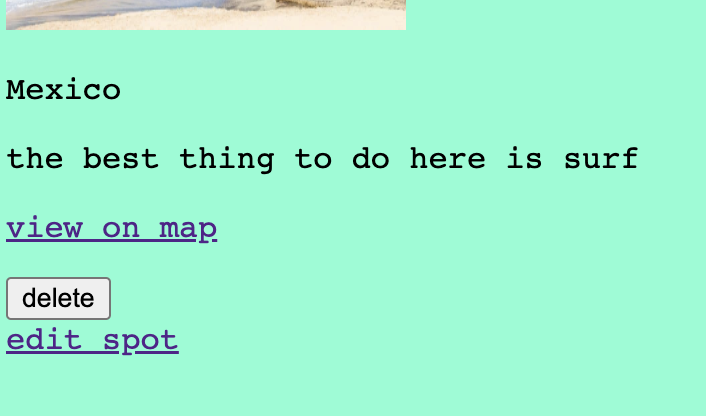 Mexico
the best thing to do here is surf
view on map
delete
edit spot